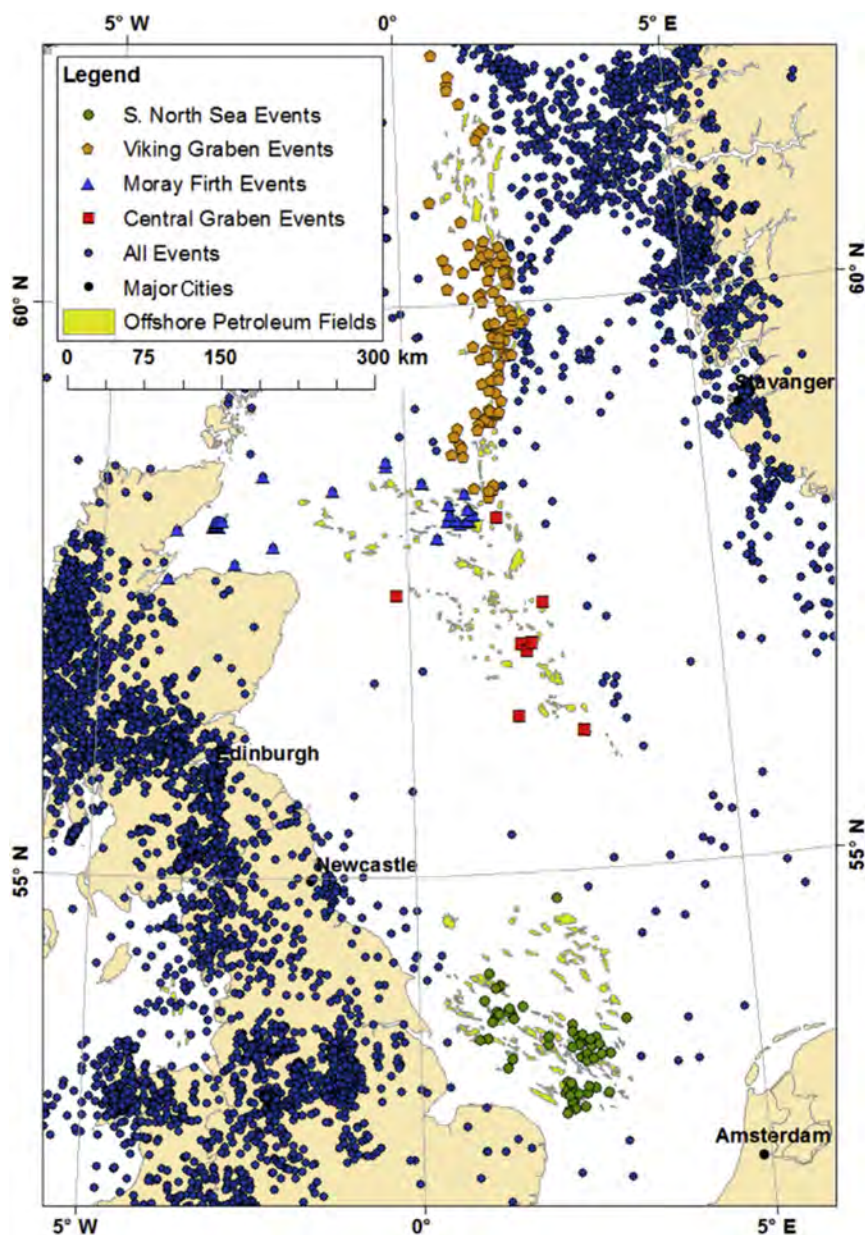 5° W 0° 5° E
Legend
S. North Sea Events
Viking Graben Events
Moray Firth Events
Central Graben Events
All Events
Major Cities
Offshore Petroleum Fields
0 75 150 300 km
60° N
60° N
Stavanger
Edinburgh
Newcastle
55° N
55° N
Amsterdam
5° W 0° 5° E